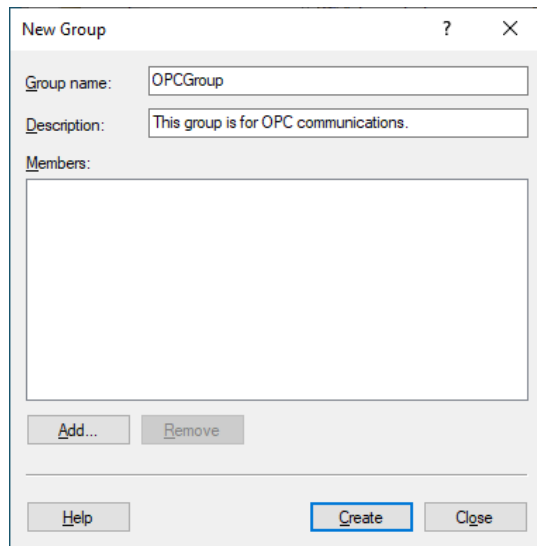 New Group
Group name: OPCGroup
Description: This group is for OPC communications.
Members:
Add... Remove
Help Create Close